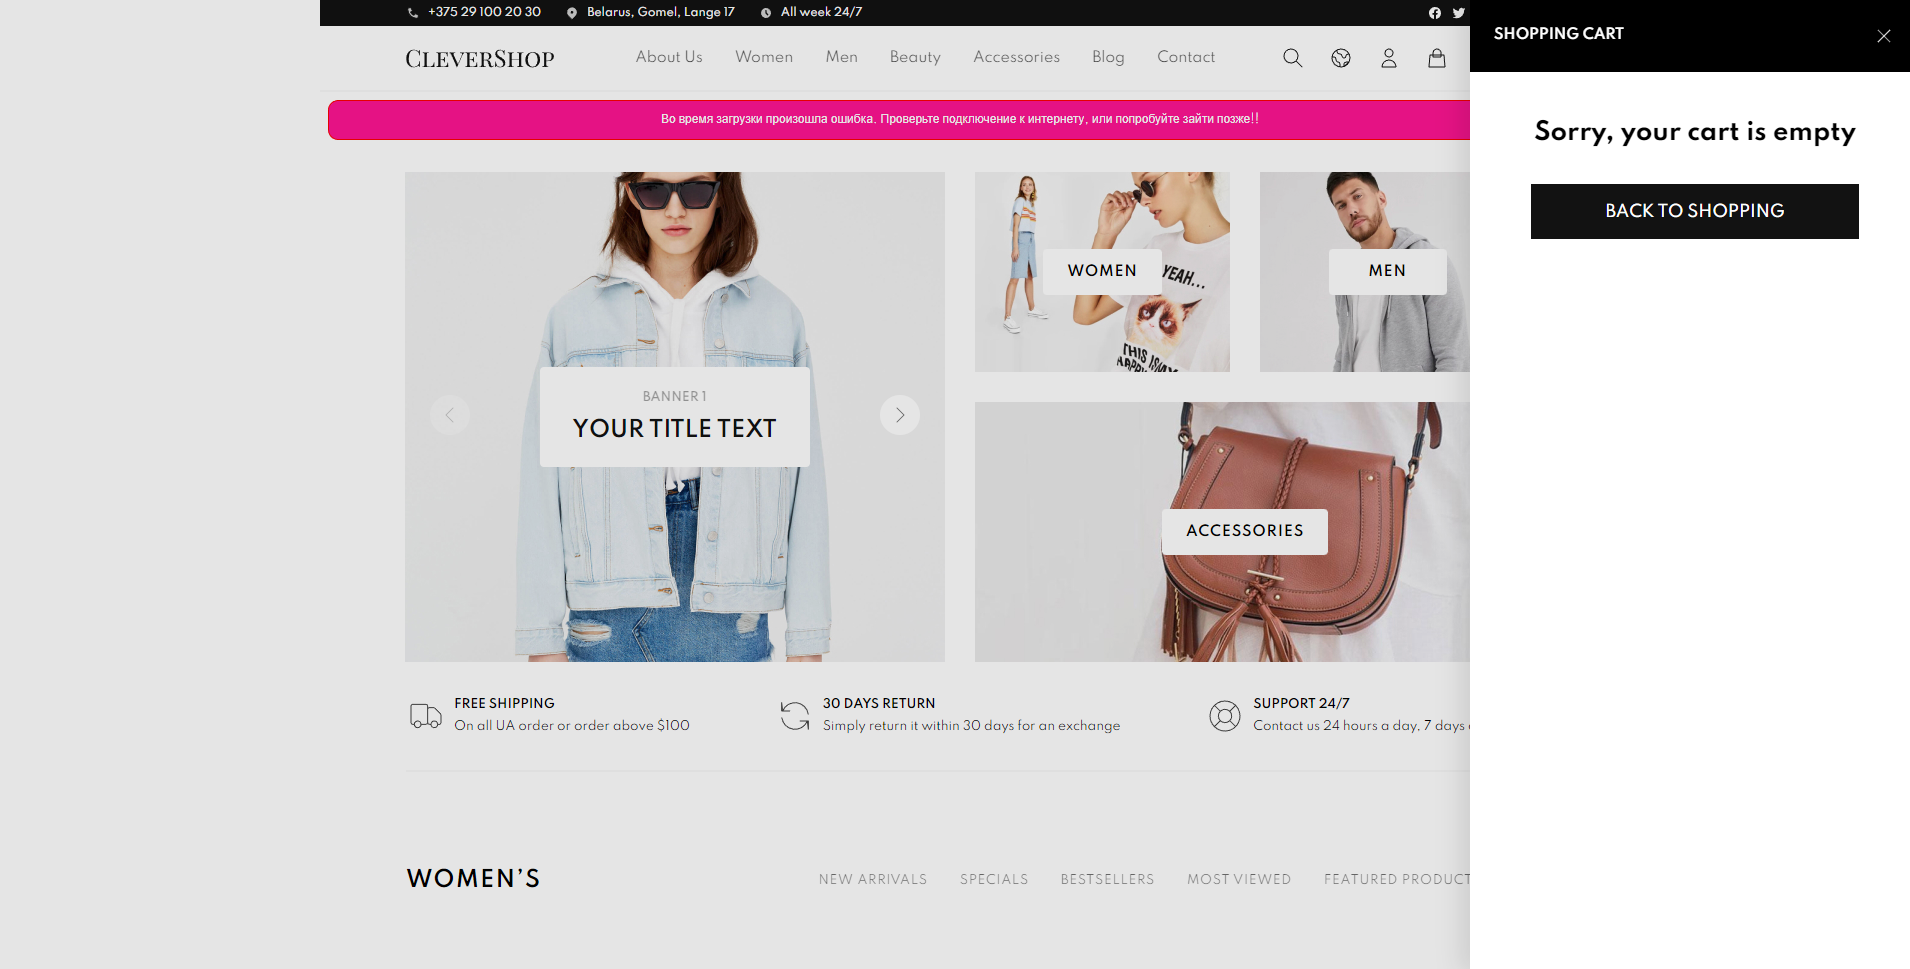 +375 29 100 20 30
Belarus, Gomel, Lange 17
All week 24/7
CleverShop
About Us
Women
Men
Beauty
Accessories
Blog
Contact
SHOPPING CART
Во время загрузки произошла ошибка. Проверьте подключение к интернету, или попробуйте зайти позже!!
Sorry, your cart is empty
BACK TO SHOPPING
BANNER 1
YOUR TITLE TEXT
WOMEN
YEAH...
THIS IS MY
HAPPY
MEN
ACCESSORIES
FREE SHIPPING
On all UA order or order above $100
30 DAYS RETURN
Simply return it within 30 days for an exchange
SUPPORT 24/7
Contact us 24 hours a day, 7 days
WOMEN’S
NEW ARRIVALS
SPECIALS
BESTSELLERS
MOST VIEWED
FEATURED PRODUCT